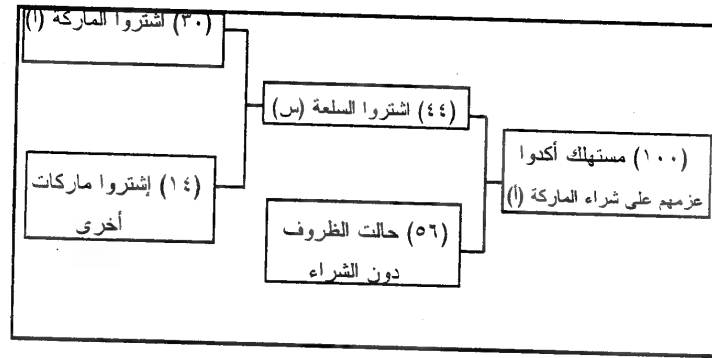 (١٠٠) مستهلك أكدوا
عزمهم على شراء الماركة (أ)
(٤٤) اشتروا السلعة (س)
(٥٦) حالت الظروف
دون الشراء
(٣٠) اشتروا الماركة (أ)
(١٤) إشتروا ماركات
أخرى